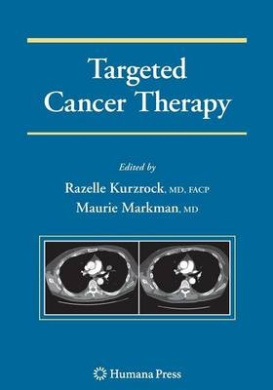 Targeted
Cancer Therapy
Edited by
Razelle Kurzrock, MD, FACP
Maurie Markman, MD
Humana Press